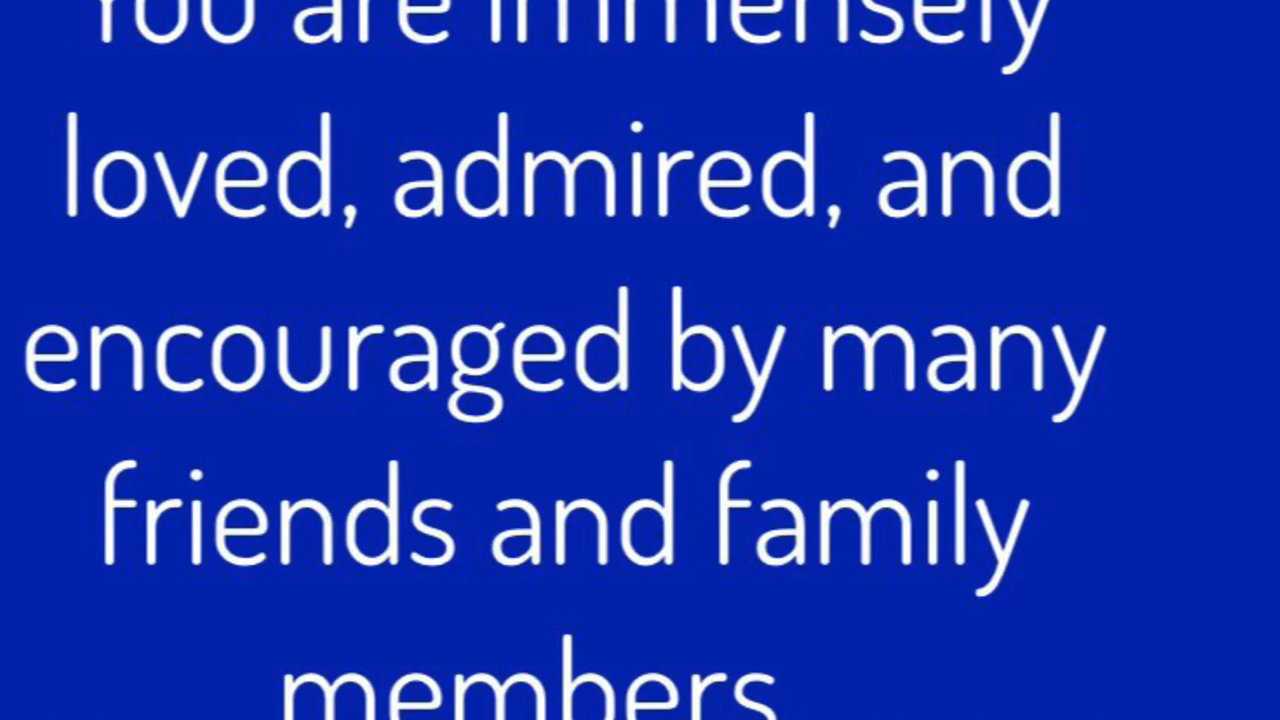 You are immensely
loved, admired, and
encouraged by many
friends and family
members